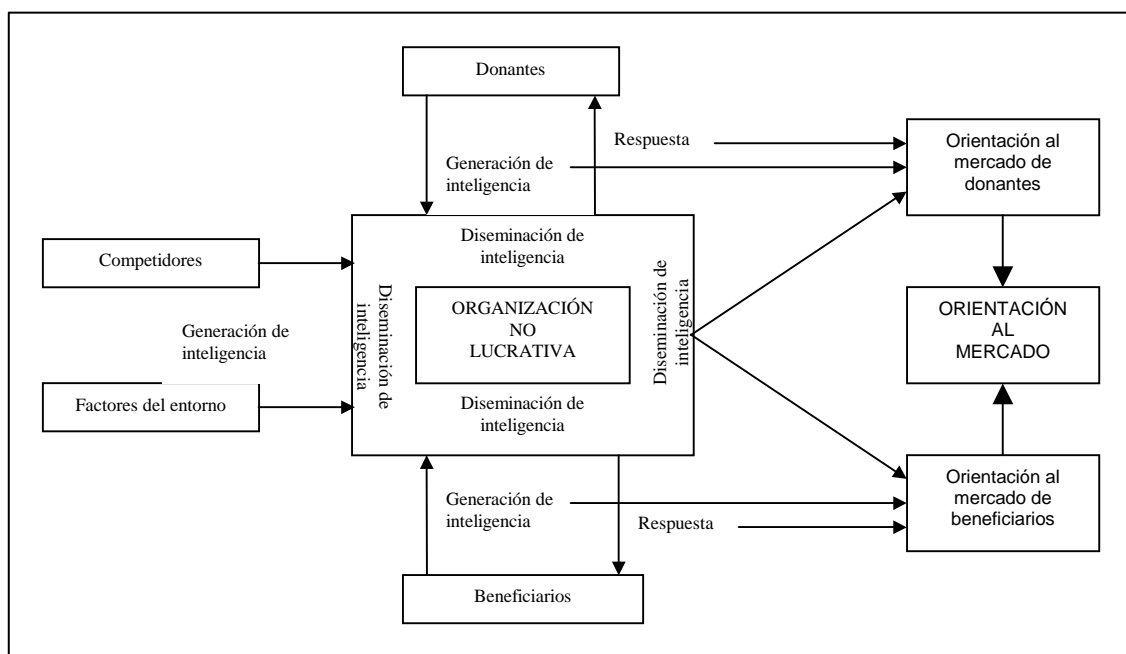 Donantes
Respuesta
Generación de
inteligencia
Orientación al
mercado de
donantes
Competidores
Generación de
inteligencia
Factores del entorno
Diseminación de
inteligencia
Diseminación de
inteligencia
ORGANIZACIÓN
NO
LUCRATIVA
Diseminación de
inteligencia
Diseminación de
inteligencia
ORIENTACIÓN
AL
MERCADO
Generación de
inteligencia
Respuesta
Orientación al
mercado de
beneficiarios
Beneficiarios